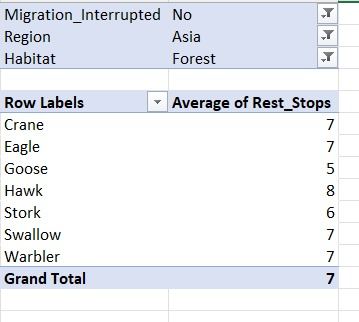 Migration_Interrupted No
Region Asia
Habitat Forest
Row Labels Average of Rest_Stops
Crane 7
Eagle 7
Goose 5
Hawk 8
Stork 6
Swallow 7
Warbler 7
Grand Total 7